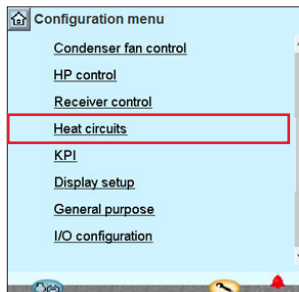 Configuration menu
Condenser fan control
HP control
Receiver control
Heat circuits
KPI
Display setup
General purpose
I/O configuration